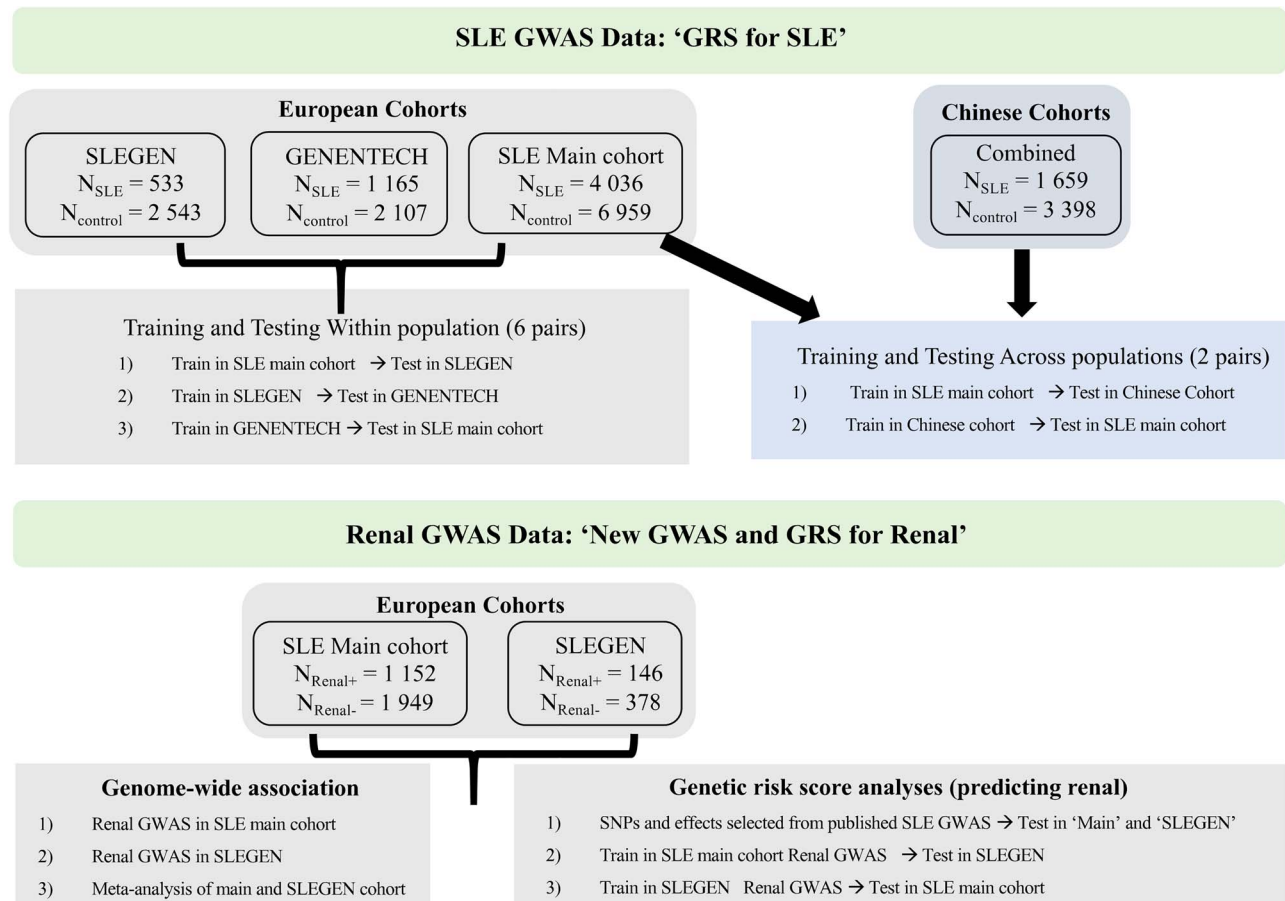 SLE GWAS Data: ‘GRS for SLE’
European Cohorts
SLEGEN
N_SLE = 533
N_control = 2 543
GENENTECH
N_SLE = 1 165
N_control = 2 107
SLE Main cohort
N_SLE = 4 036
N_control = 6 959
Chinese Cohorts
Combined
N_SLE = 1 659
N_control = 3 398
Training and Testing Within population (6 pairs)
1) Train in SLE main cohort → Test in SLEGEN
2) Train in SLEGEN → Test in GENENTECH
3) Train in GENENTECH → Test in SLE main cohort
Training and Testing Across populations (2 pairs)
1) Train in SLE main cohort → Test in Chinese Cohort
2) Train in Chinese cohort → Test in SLE main cohort
Renal GWAS Data: ‘New GWAS and GRS for Renal’
European Cohorts
SLE Main cohort
N_Renal+ = 1 152
N_Renal- = 1 949
SLEGEN
N_Renal+ = 146
N_Renal- = 378
Genome-wide association
1) Renal GWAS in SLE main cohort
2) Renal GWAS in SLEGEN
3) Meta-analysis of main and SLEGEN cohort
Genetic risk score analyses (predicting renal)
1) SNPs and effects selected from published SLE GWAS → Test in ‘Main’ and ‘SLEGEN’
2) Train in SLE main cohort Renal GWAS → Test in SLEGEN
3) Train in SLEGEN Renal GWAS → Test in SLE main cohort